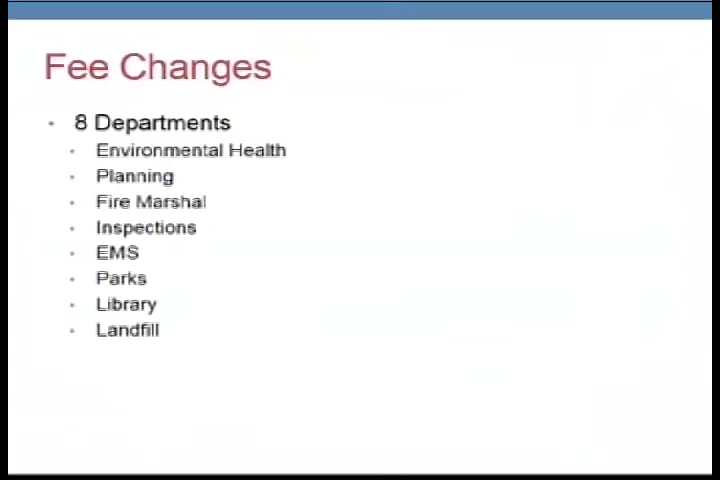 Fee Changes
• 8 Departments
• Environmental Health
• Planning
• Fire Marshal
• Inspections
• EMS
• Parks
• Library
• Landfill